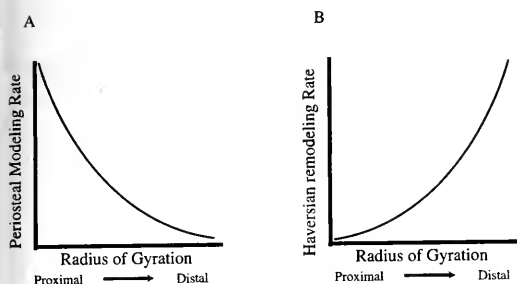 A
Periosteal Modeling Rate
Radius of Gyration
Proximal Distal
B
Haversian remodeling Rate
Radius of Gyration
Proximal Distal